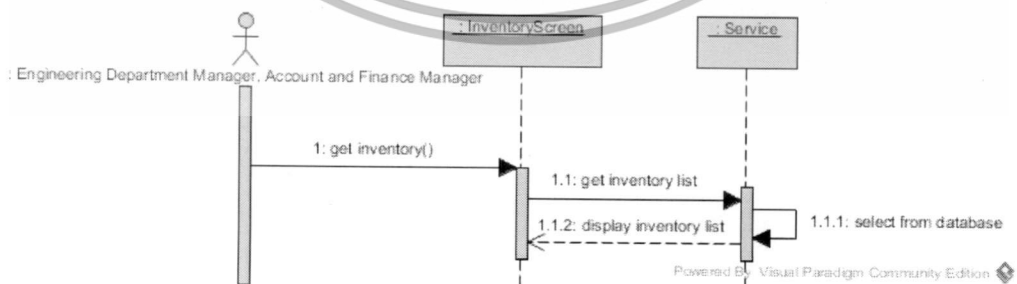 : InventoryScreen
: Service
: Engineering Department Manager, Account and Finance Manager
1: get inventory()
1.1: get inventory list
1.1.2: display inventory list
1.1.1: select from database
Powered By Visual Paradigm Community Edition